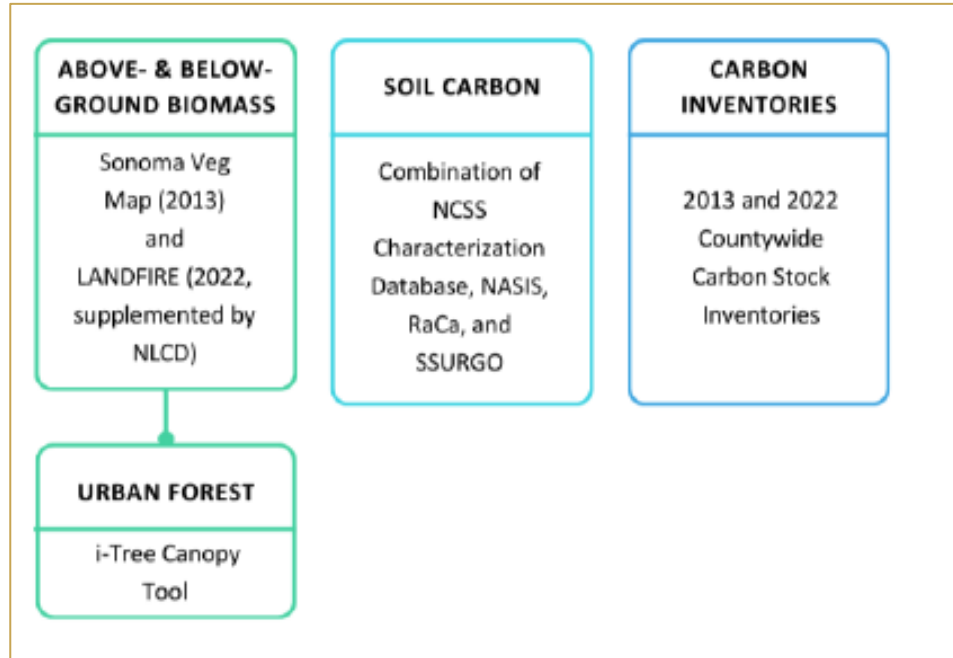 ABOVE- & BELOW-
GROUND BIOMASS
Sonoma Veg
Map (2013)
and
LANDFIRE (2022,
supplemented by
NLCD)
URBAN FOREST
i-Tree Canopy
Tool
SOIL CARBON
Combination of
NCSS
Characterization
Database, NASIS,
RaCa, and
SSURGO
CARBON
INVENTORIES
2013 and 2022
Countywide
Carbon Stock
Inventories